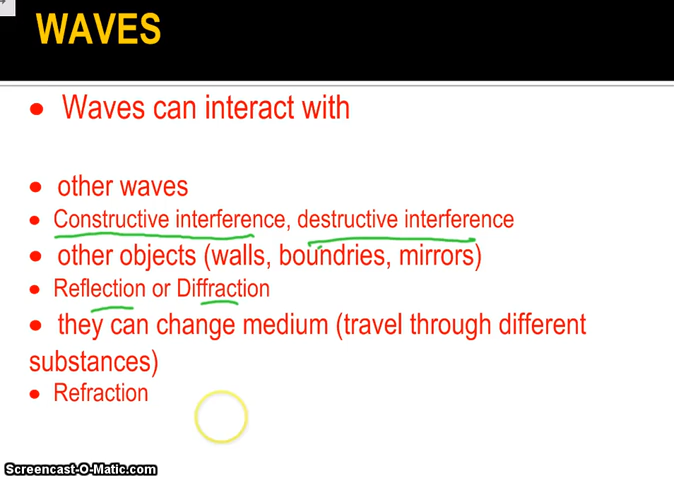 WAVES
• Waves can interact with
• other waves
• Constructive interference, destructive interference
• other objects (walls, boundries, mirrors)
• Reflection or Diffraction
• they can change medium (travel through different
substances)
• Refraction
Screencast-O-Matic.com